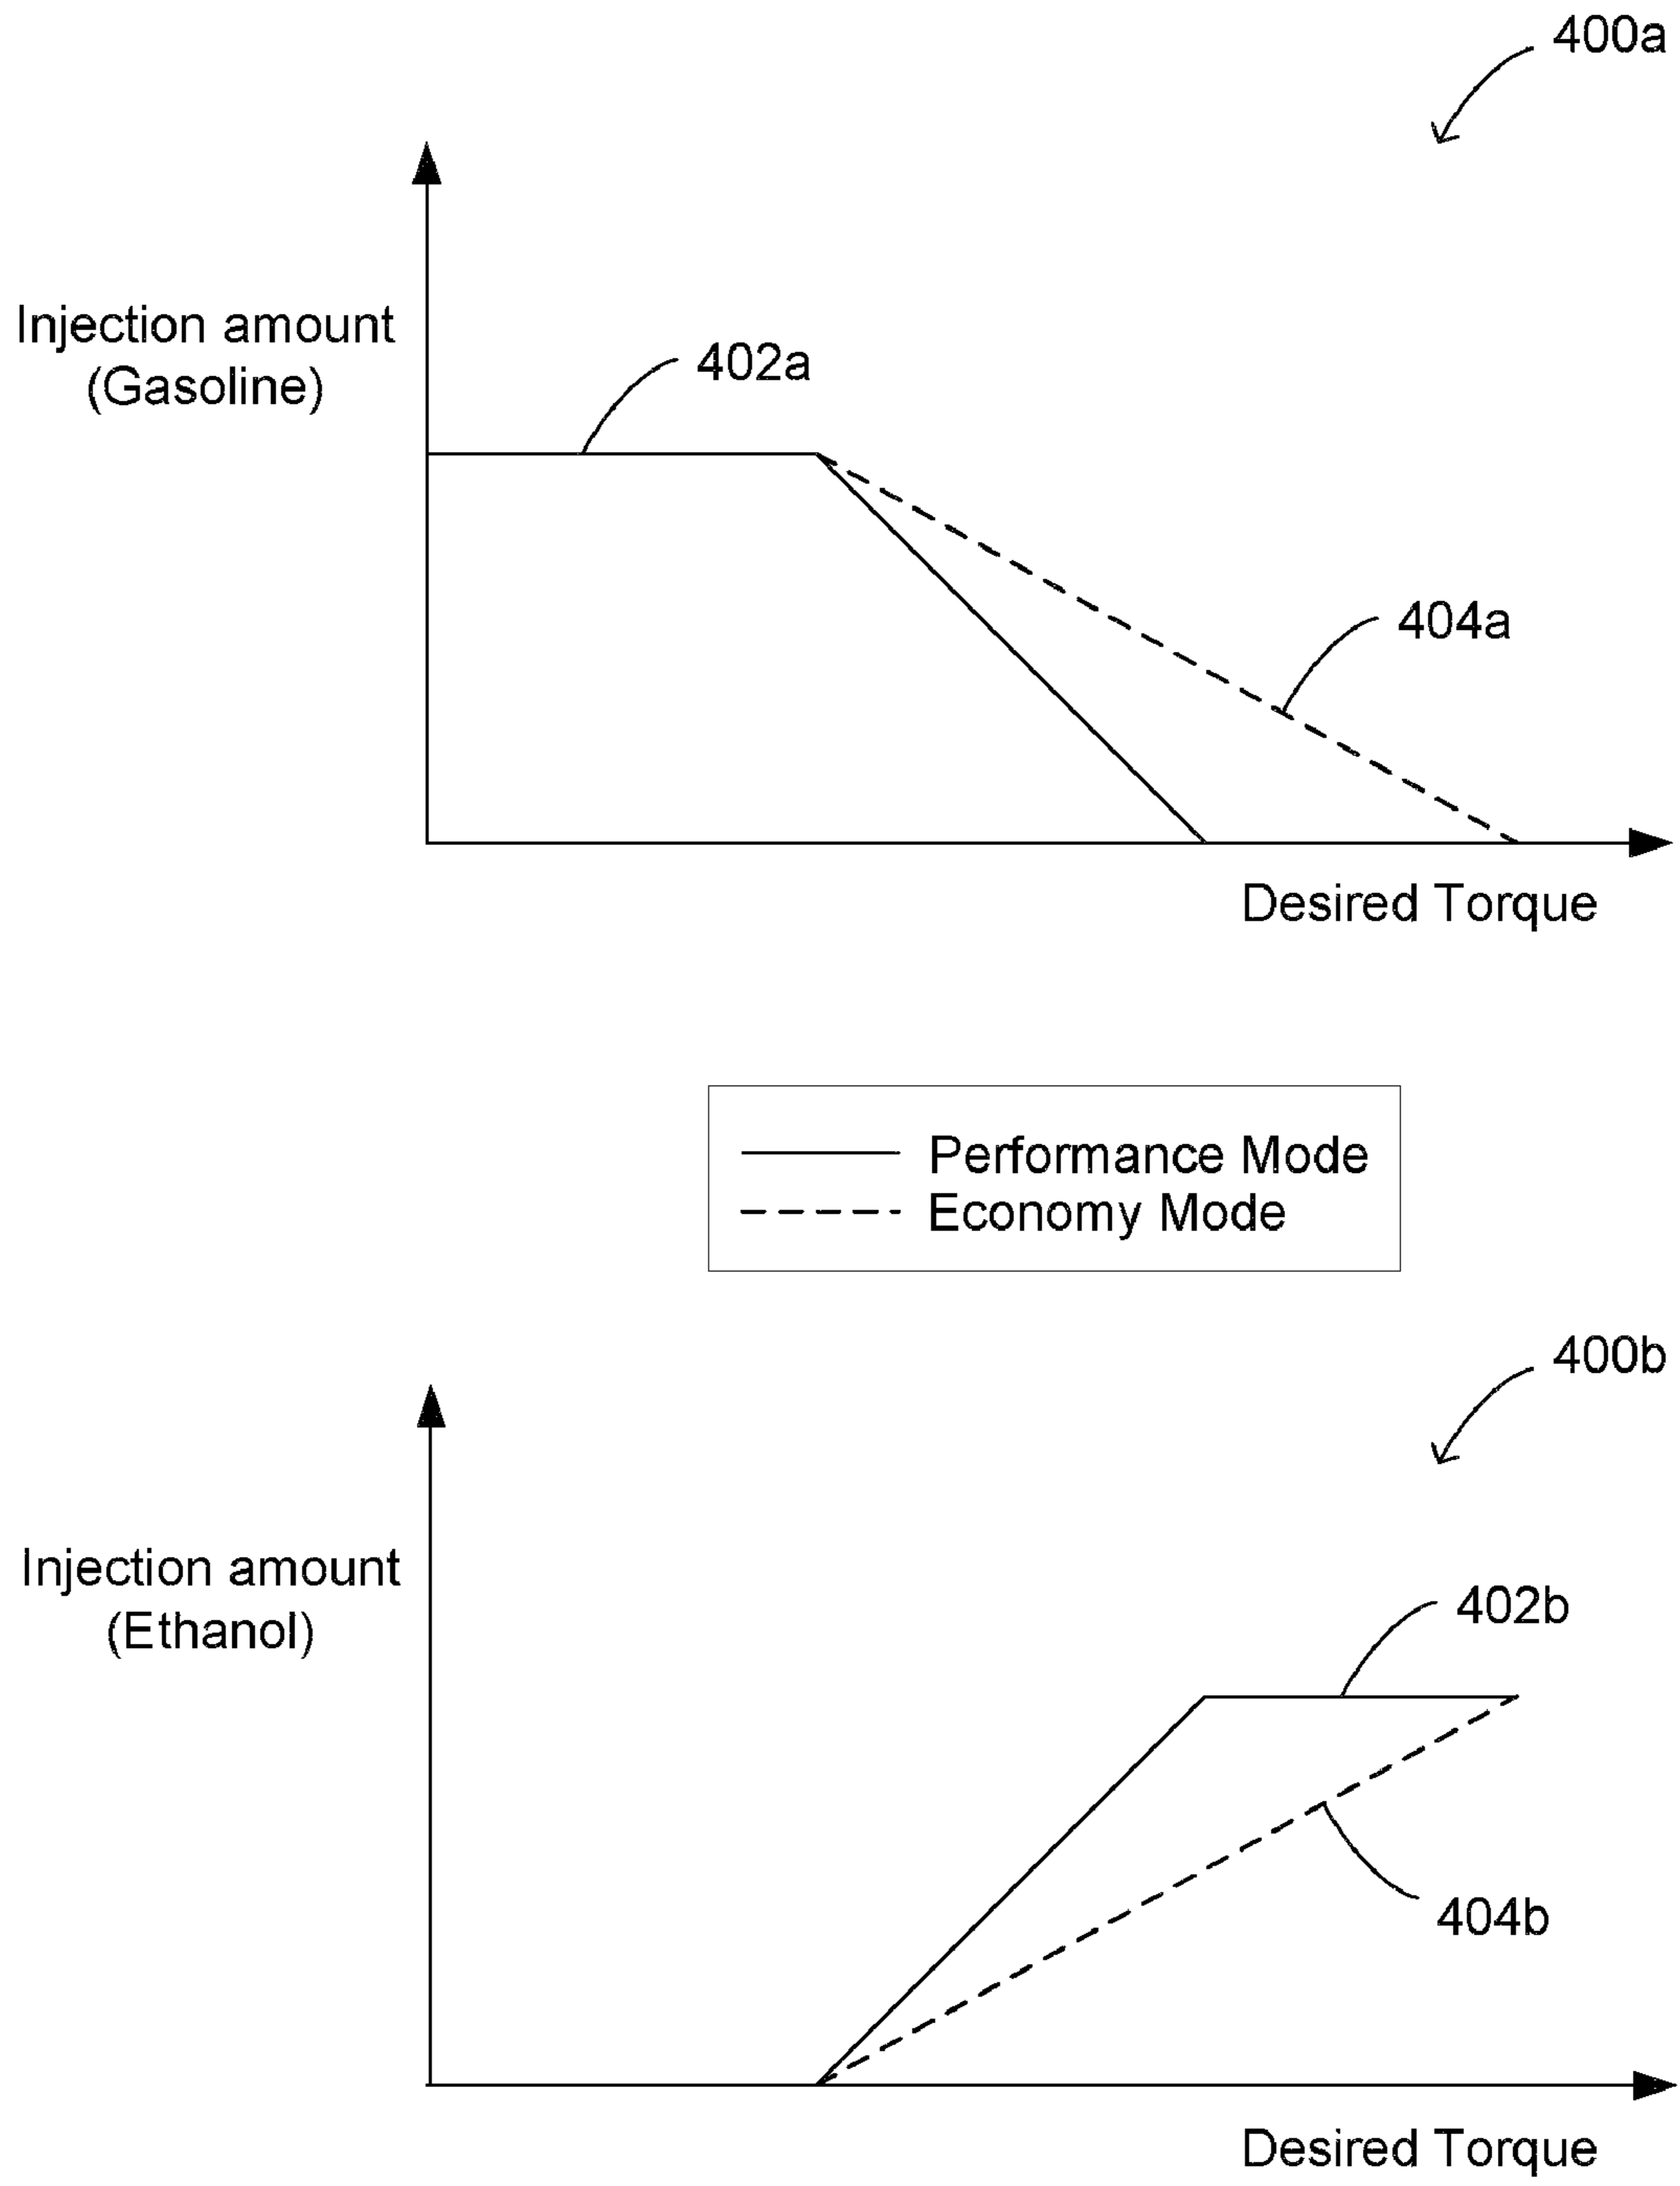 400a
Injection amount
(Gasoline)
402a
404a
Desired Torque
Performance Mode
Economy Mode
400b
Injection amount
(Ethanol)
402b
404b
Desired Torque